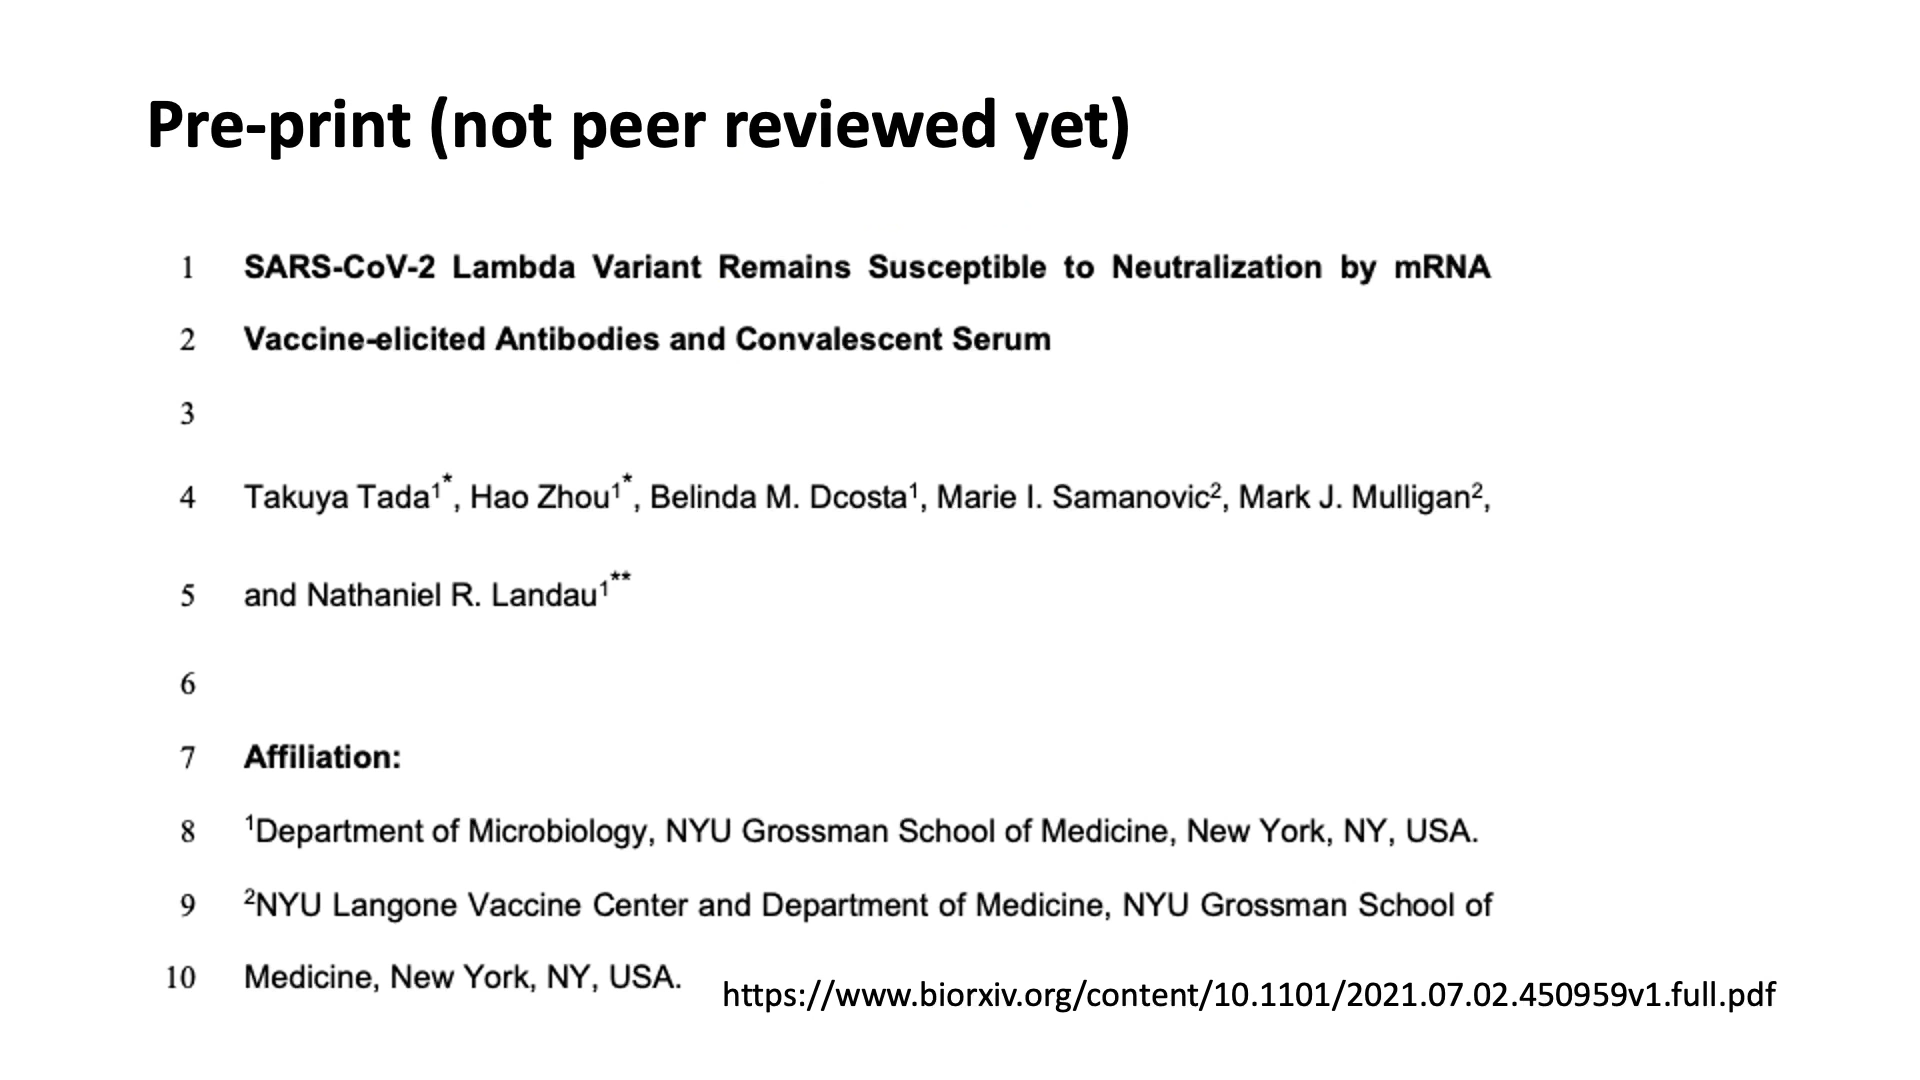 Pre-print (not peer reviewed yet)
1 SARS-CoV-2 Lambda Variant Remains Susceptible to Neutralization by mRNA
2 Vaccine-elicited Antibodies and Convalescent Serum
3
4 Takuya Tada¹*, Hao Zhou¹*, Belinda M. Dcosta¹, Marie I. Samanovic², Mark J. Mulligan²,
5 and Nathaniel R. Landau¹**
6
7 Affiliation:
8 ¹Department of Microbiology, NYU Grossman School of Medicine, New York, NY, USA.
9 ²NYU Langone Vaccine Center and Department of Medicine, NYU Grossman School of
10 Medicine, New York, NY, USA.
https://www.biorxiv.org/content/10.1101/2021.07.02.450959v1.full.pdf